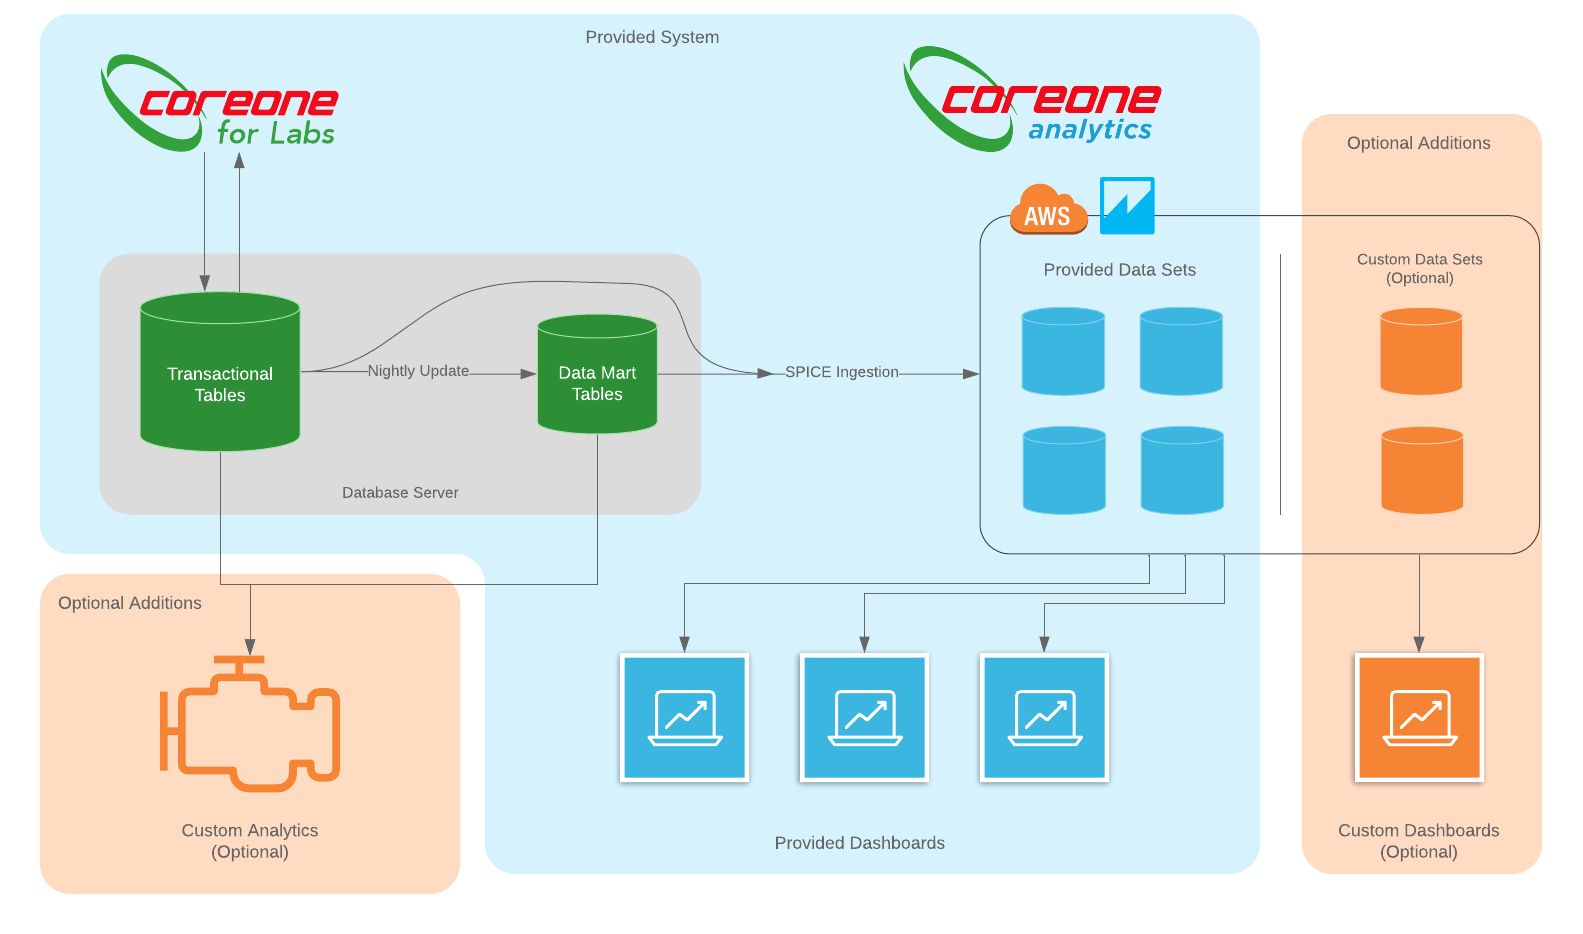 Provided System
coreone
for Labs
coreone
analytics
Optional Additions
AWS
Provided Data Sets
Custom Data Sets
(Optional)
Transactional
Tables
Nightly Update
Data Mart
Tables
SPICE Ingestion
Database Server
Optional Additions
Custom Analytics
(Optional)
Provided Dashboards
Custom Dashboards
(Optional)